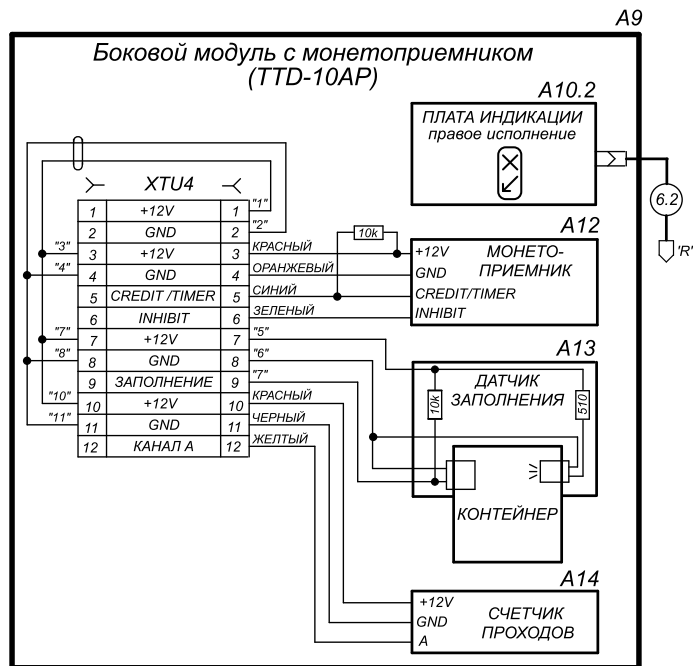 A9
Боковой модуль с монетоприемником
(TTD-10AP)
A10.2
ПЛАТА ИНДИКАЦИИ
правое исполнение
6.2
'R'
XTU4
1 +12V 1 "1"
2 GND 2 "2"
"3" 3 +12V 3 КРАСНЫЙ
"4" 4 GND 4 ОРАНЖЕВЫЙ
5 CREDIT /TIMER 5 СИНИЙ
6 INHIBIT 6 ЗЕЛЕНЫЙ
"7" 7 +12V 7 "5"
"8" 8 GND 8 "6"
9 ЗАПОЛНЕНИЕ 9 "7"
"10" 10 +12V 10 КРАСНЫЙ
"11" 11 GND 11 ЧЕРНЫЙ
12 КАНАЛ А 12 ЖЕЛТЫЙ
10k
A12
+12V
GND
CREDIT/TIMER
INHIBIT
МОНЕТО-
ПРИЕМНИК
A13
ДАТЧИК
ЗАПОЛНЕНИЯ
10k
510
КОНТЕЙНЕР
A14
+12V
GND
A
СЧЕТЧИК
ПРОХОДОВ